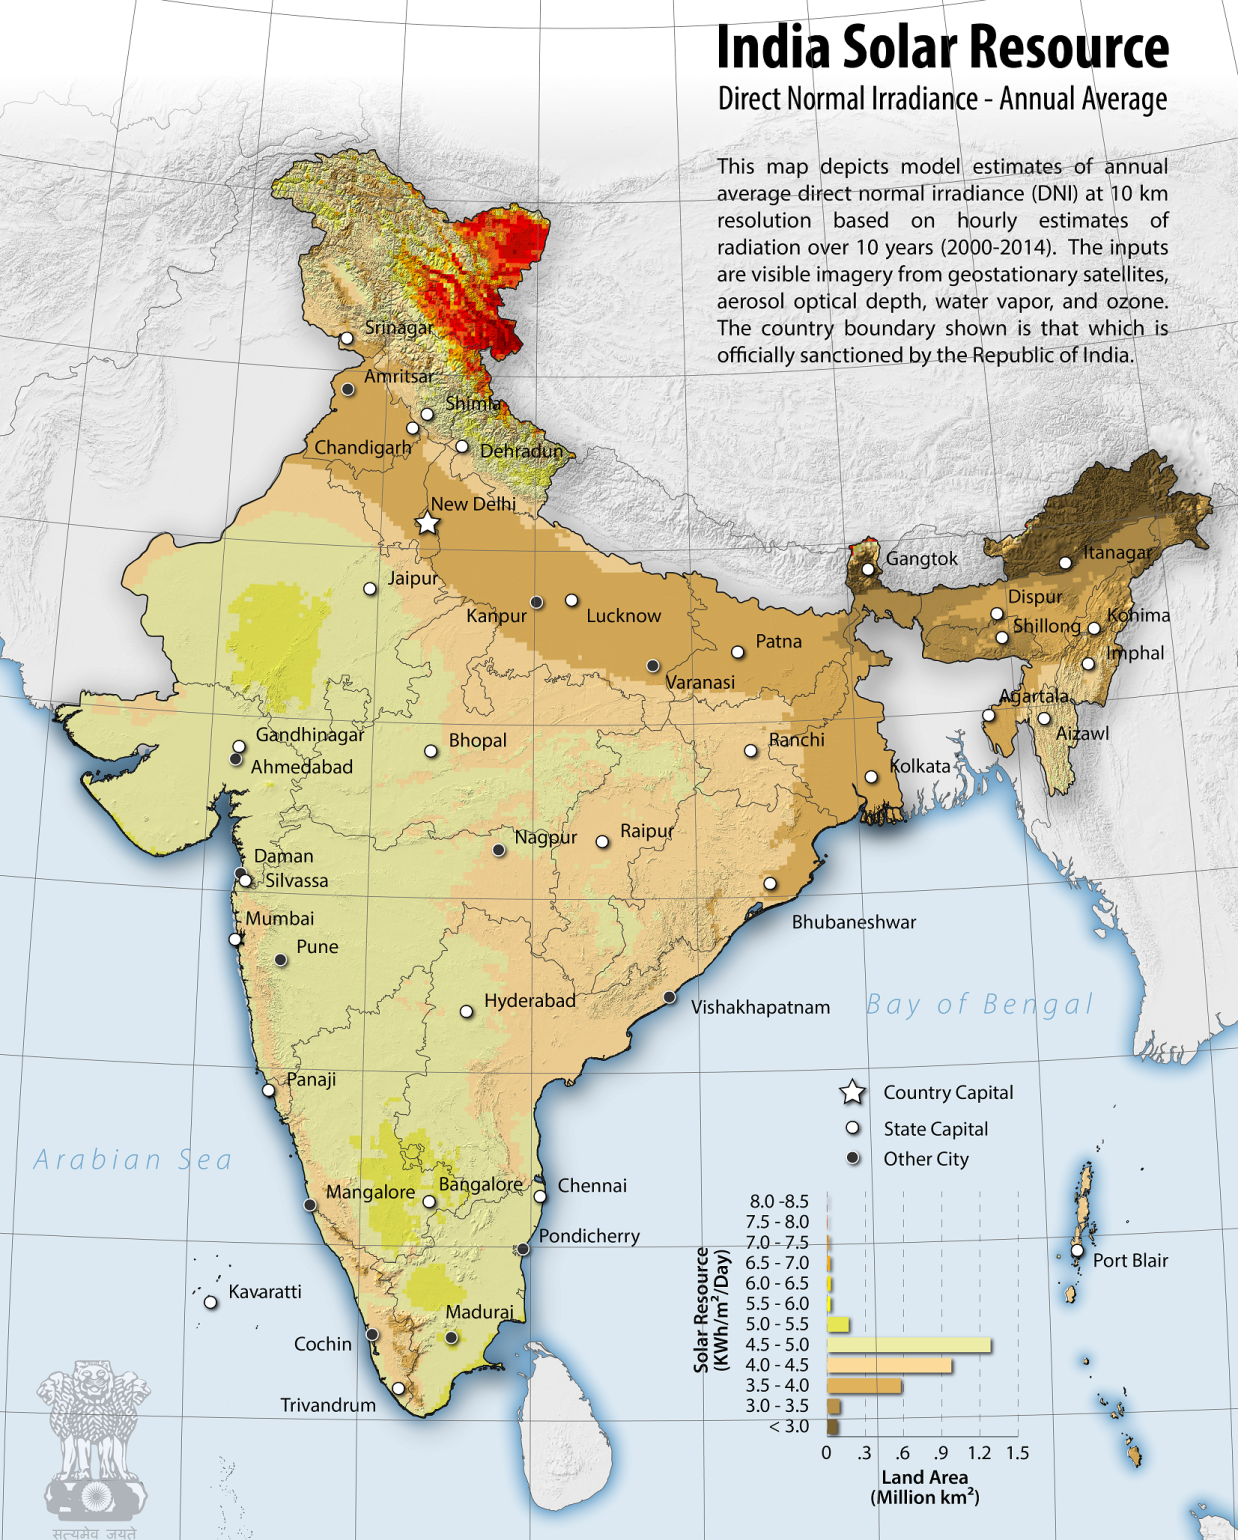 India Solar Resource
Direct Normal Irradiance - Annual Average
This map depicts model estimates of annual
average direct normal irradiance (DNI) at 10 km
resolution based on hourly estimates of
radiation over 10 years (2000-2014). The inputs
are visible imagery from geostationary satellites,
aerosol optical depth, water vapor, and ozone.
The country boundary shown is that which is
officially sanctioned by the Republic of India.
Srinagar
Amritsar
Shimla
Chandigarh
Dehradun
New Delhi
Gangtok
Itanagar
Jaipur
Dispur
Kanpur
Lucknow
Kohima
Shillong
Patna
Imphal
Varanasi
Agartala
Gandhinagar
Bhopal
Ranchi
Aizawl
Ahmedabad
Kolkata
Nagpur
Raipur
Daman
Silvassa
Mumbai
Bhubaneshwar
Pune
Hyderabad
Vishakhapatnam
Bay of Bengal
Panaji
Country Capital
State Capital
Other City
Arabian Sea
Mangalore
Bangalore
Chennai
Pondicherry
Port Blair
Kavaratti
Madurai
Cochin
Trivandrum
Solar Resource
(KWh/m²/Day)
8.0 -8.5
7.5 - 8.0
7.0 - 7.5
6.5 - 7.0
6.0 - 6.5
5.5 - 6.0
5.0 - 5.5
4.5 - 5.0
4.0 - 4.5
3.5 - 4.0
3.0 - 3.5
< 3.0
0 .3 .6 .9 1.2 1.5
Land Area
(Million km²)
सत्यमेव जयते